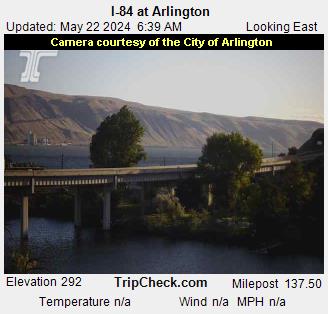 I-84 at Arlington
Updated: May 22 2024 6:39 AM Looking East
Camera courtesy of the City of Arlington
Elevation 292 TripCheck.com Milepost 137.50
Temperature n/a Wind n/a MPH n/a